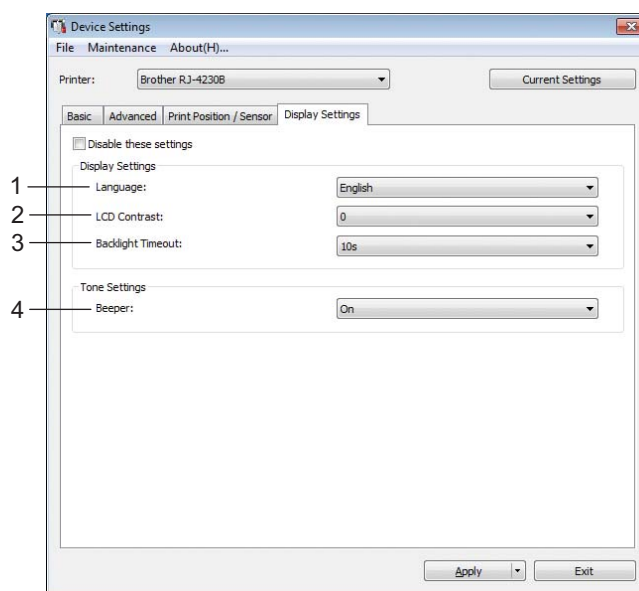 Device Settings
File Maintenance About(H)...
Printer: Brother RJ-4230B Current Settings
Basic Advanced Print Position / Sensor Display Settings
Disable these settings
Display Settings
1 Language: English
2 LCD Contrast: 0
3 Backlight Timeout: 10s
Tone Settings
4 Beeper: On
Apply Exit